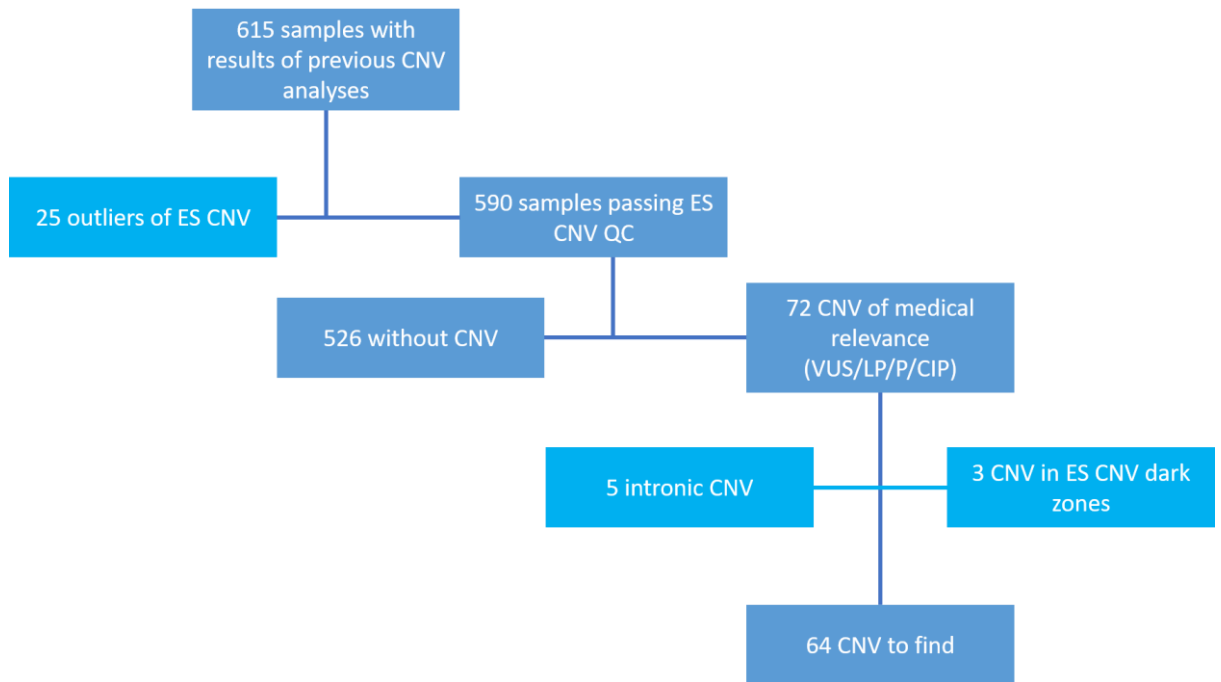 615 samples with
results of previous CNV
analyses
25 outliers of ES CNV
590 samples passing ES
CNV QC
526 without CNV
72 CNV of medical
relevance
(VUS/LP/P/CIP)
5 intronic CNV
3 CNV in ES CNV dark
zones
64 CNV to find